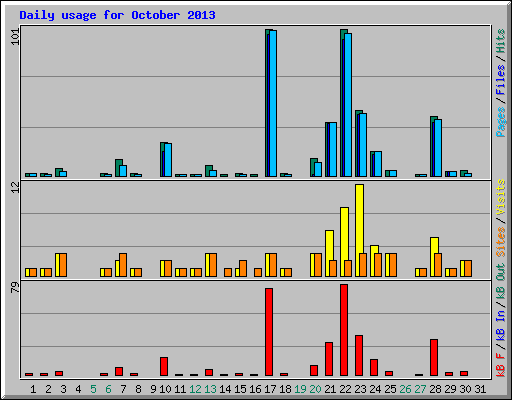 Daily usage for October 2013
101
12
79
Pages / Files / Hits
Sites / Visits
kB F / kB In / kB Out
1 2 3 4 5 6 7 8 9 10 11 12 13 14 15 16 17 18 19 20 21 22 23 24 25 26 27 28 29 30 31